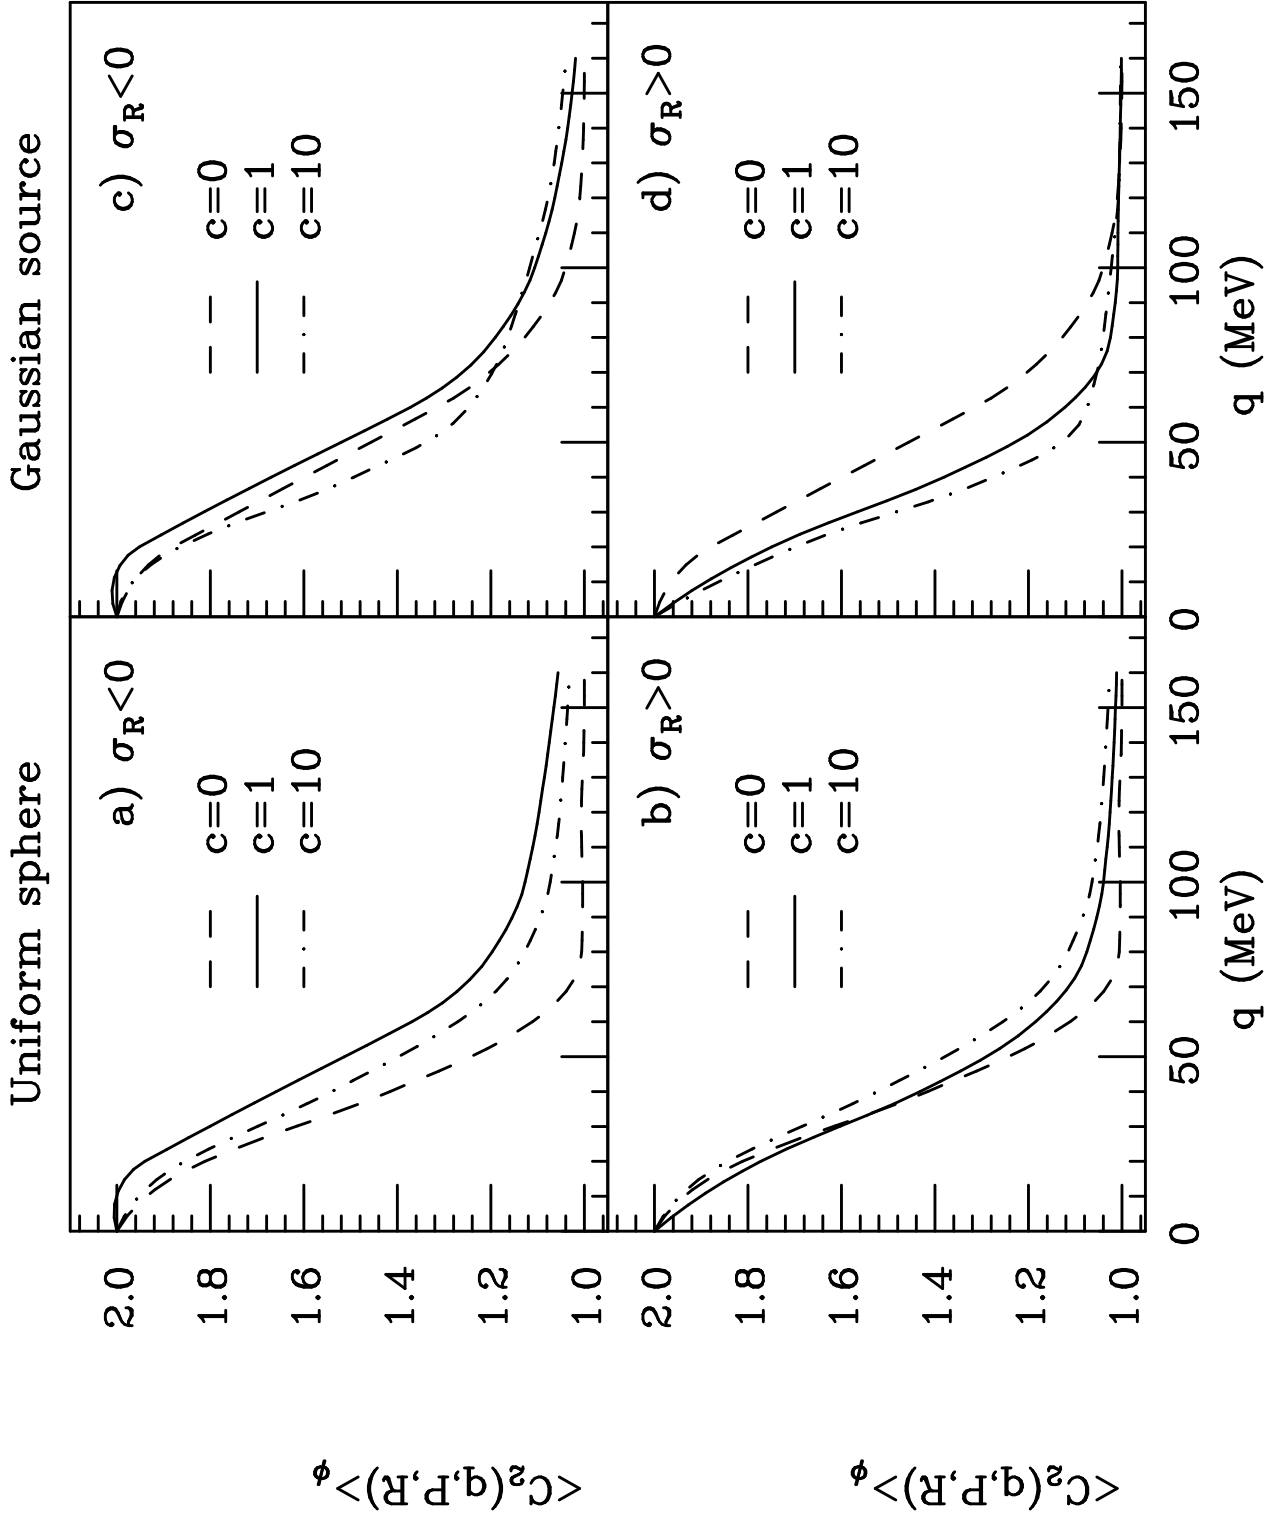 Uniform sphere
Gaussian source
<C₂(q,P,R)>ϕ
2.0
1.8
1.6
1.4
1.2
1.0
a) σR<0
c=0
c=1
c=10
c) σR<0
c=0
c=1
c=10
<C₂(q,P,R)>ϕ
2.0
1.8
1.6
1.4
1.2
1.0
b) σR>0
c=0
c=1
c=10
d) σR>0
c=0
c=1
c=10
0
50
100
150
0
50
100
150
q (MeV)
q (MeV)